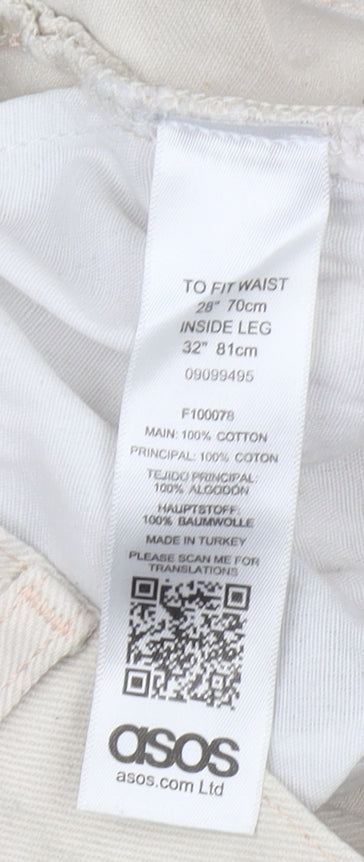 TO FIT WAIST
28" 70cm
INSIDE LEG
32" 81cm
09099495
F100078
MAIN: 100% COTTON
PRINCIPAL: 100% COTON
TEJIDO PRINCIPAL:
100% ALGODÓN
HAUPTSTOFF:
100% BAUMWOLLE
MADE IN TURKEY
PLEASE SCAN ME FOR
TRANSLATIONS
asos
asos.com Ltd